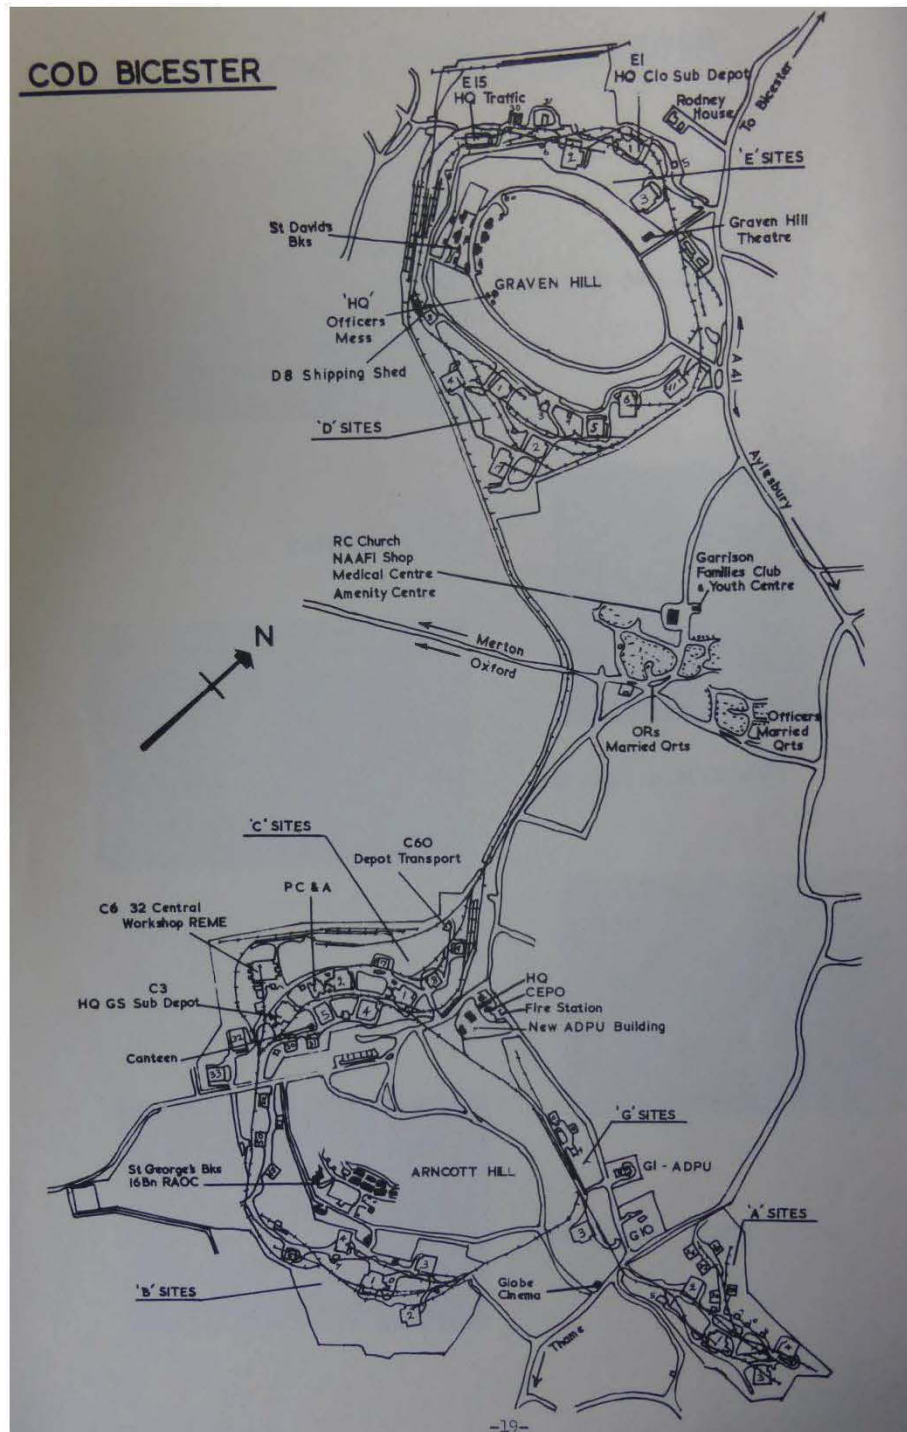 COD BICESTER
E1
HQ Clo Sub Depot
E15
HQ Traffic
Rodney
House
To Bicester
'E' SITES
St Davids
Bks
Graven Hill
Theatre
GRAVEN HILL
'HQ'
Officers
Mess
D8 Shipping Shed
A41
'D' SITES
Aylesbury
RC Church
NAAFI Shop
Medical Centre
Amenity Centre
Garrison
Families Club
& Youth Centre
N
Merton
Oxford
ORs
Married Qrts
Officers
Married
Qrts
'C' SITES
C60
Depot Transport
PC & A
C6 32 Central
Workshop REME
C3
HQ GS Sub Depot
HQ
CEPO
Fire Station
New ADPU Building
Canteen
'G' SITES
St George's Bks
16Bn RAOC
ARNCOTT HILL
G1 - ADPU
G10
'A' SITES
'B' SITES
Globe
Cinema
Thame
-19-